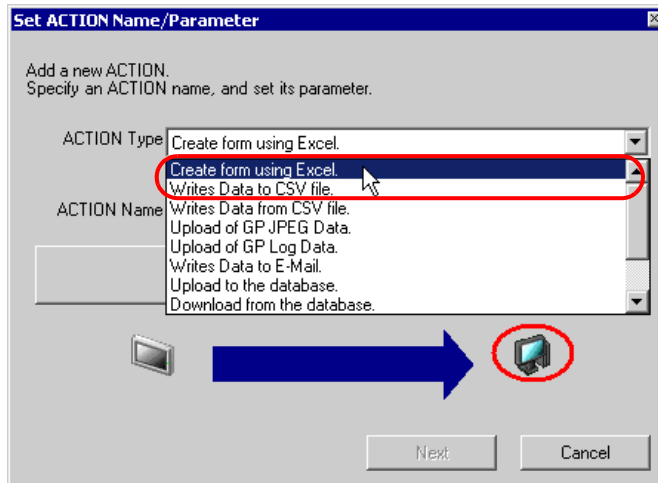 Set ACTION Name/Parameter
Add a new ACTION.
Specify an ACTION name, and set its parameter.
ACTION Type
Create form using Excel.
Create form using Excel.
Writes Data to CSV file.
ACTION Name
Writes Data from CSV file.
Upload of GP JPEG Data.
Upload of GP Log Data.
Writes Data to E-Mail.
Upload to the database.
Download from the database.
Next
Cancel